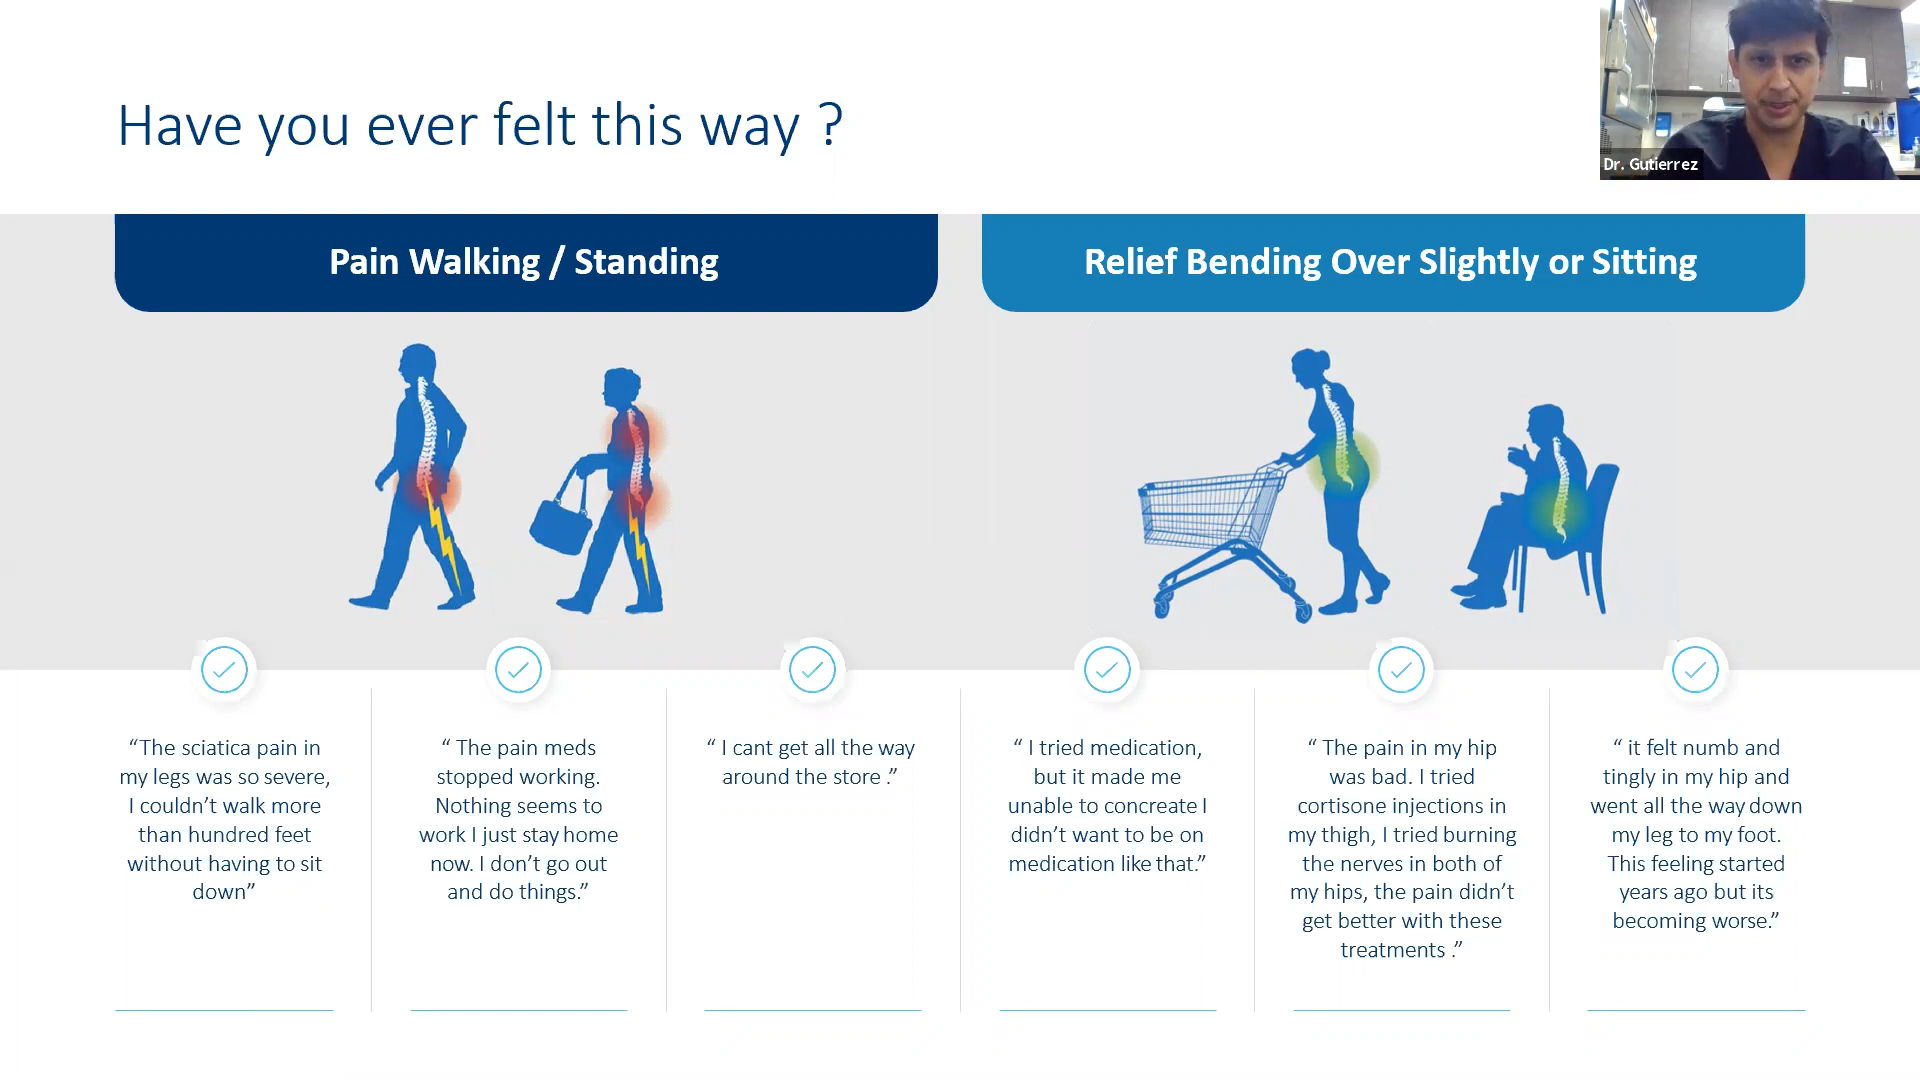 Have you ever felt this way ?
Dr. Gutierrez
Pain Walking / Standing
Relief Bending Over Slightly or Sitting
“The sciatica pain in
my legs was so severe,
I couldn’t walk more
than hundred feet
without having to sit
down”
“ The pain meds
stopped working.
Nothing seems to
work I just stay home
now. I don’t go out
and do things.”
“ I cant get all the way
around the store .”
“ I tried medication,
but it made me
unable to concreate I
didn’t want to be on
medication like that.”
“ The pain in my hip
was bad. I tried
cortisone injections in
my thigh, I tried burning
the nerves in both of
my hips, the pain didn’t
get better with these
treatments .”
“ it felt numb and
tingly in my hip and
went all the way down
my leg to my foot.
This feeling started
years ago but its
becoming worse.”